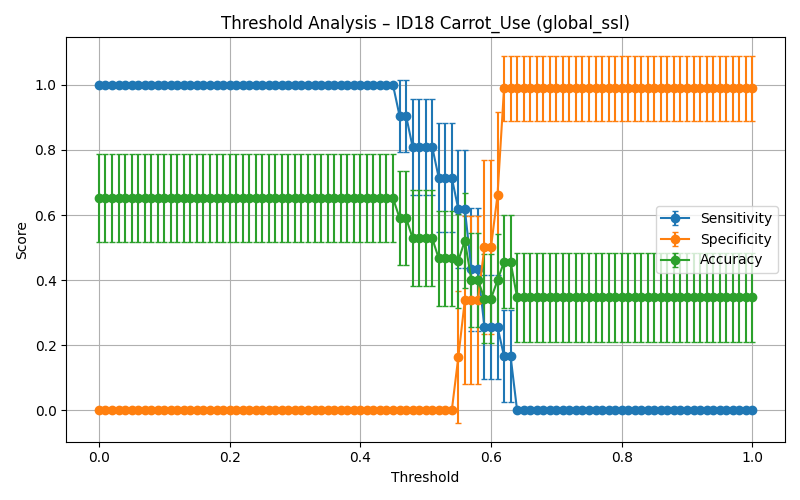 Threshold Analysis – ID18 Carrot_Use (global_ssl)
Score
1.0
0.8
0.6
0.4
0.2
0.0
Sensitivity
Specificity
Accuracy
0.0 0.2 0.4 0.6 0.8 1.0
Threshold